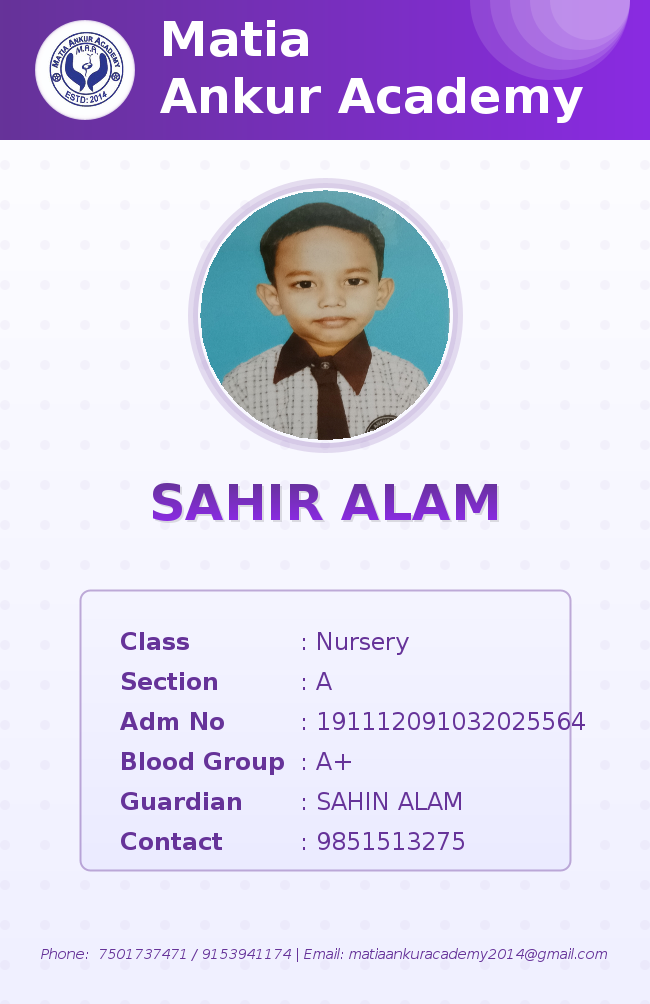 MATIA ANKUR ACADEMY
M.A.A.
ESTD: 2014
Matia
Ankur Academy
SAHIR ALAM
Class : Nursery
Section : A
Adm No : 191112091032025564
Blood Group : A+
Guardian : SAHIN ALAM
Contact : 9851513275
Phone: 7501737471 / 9153941174 | Email: matiaankuracademy2014@gmail.com